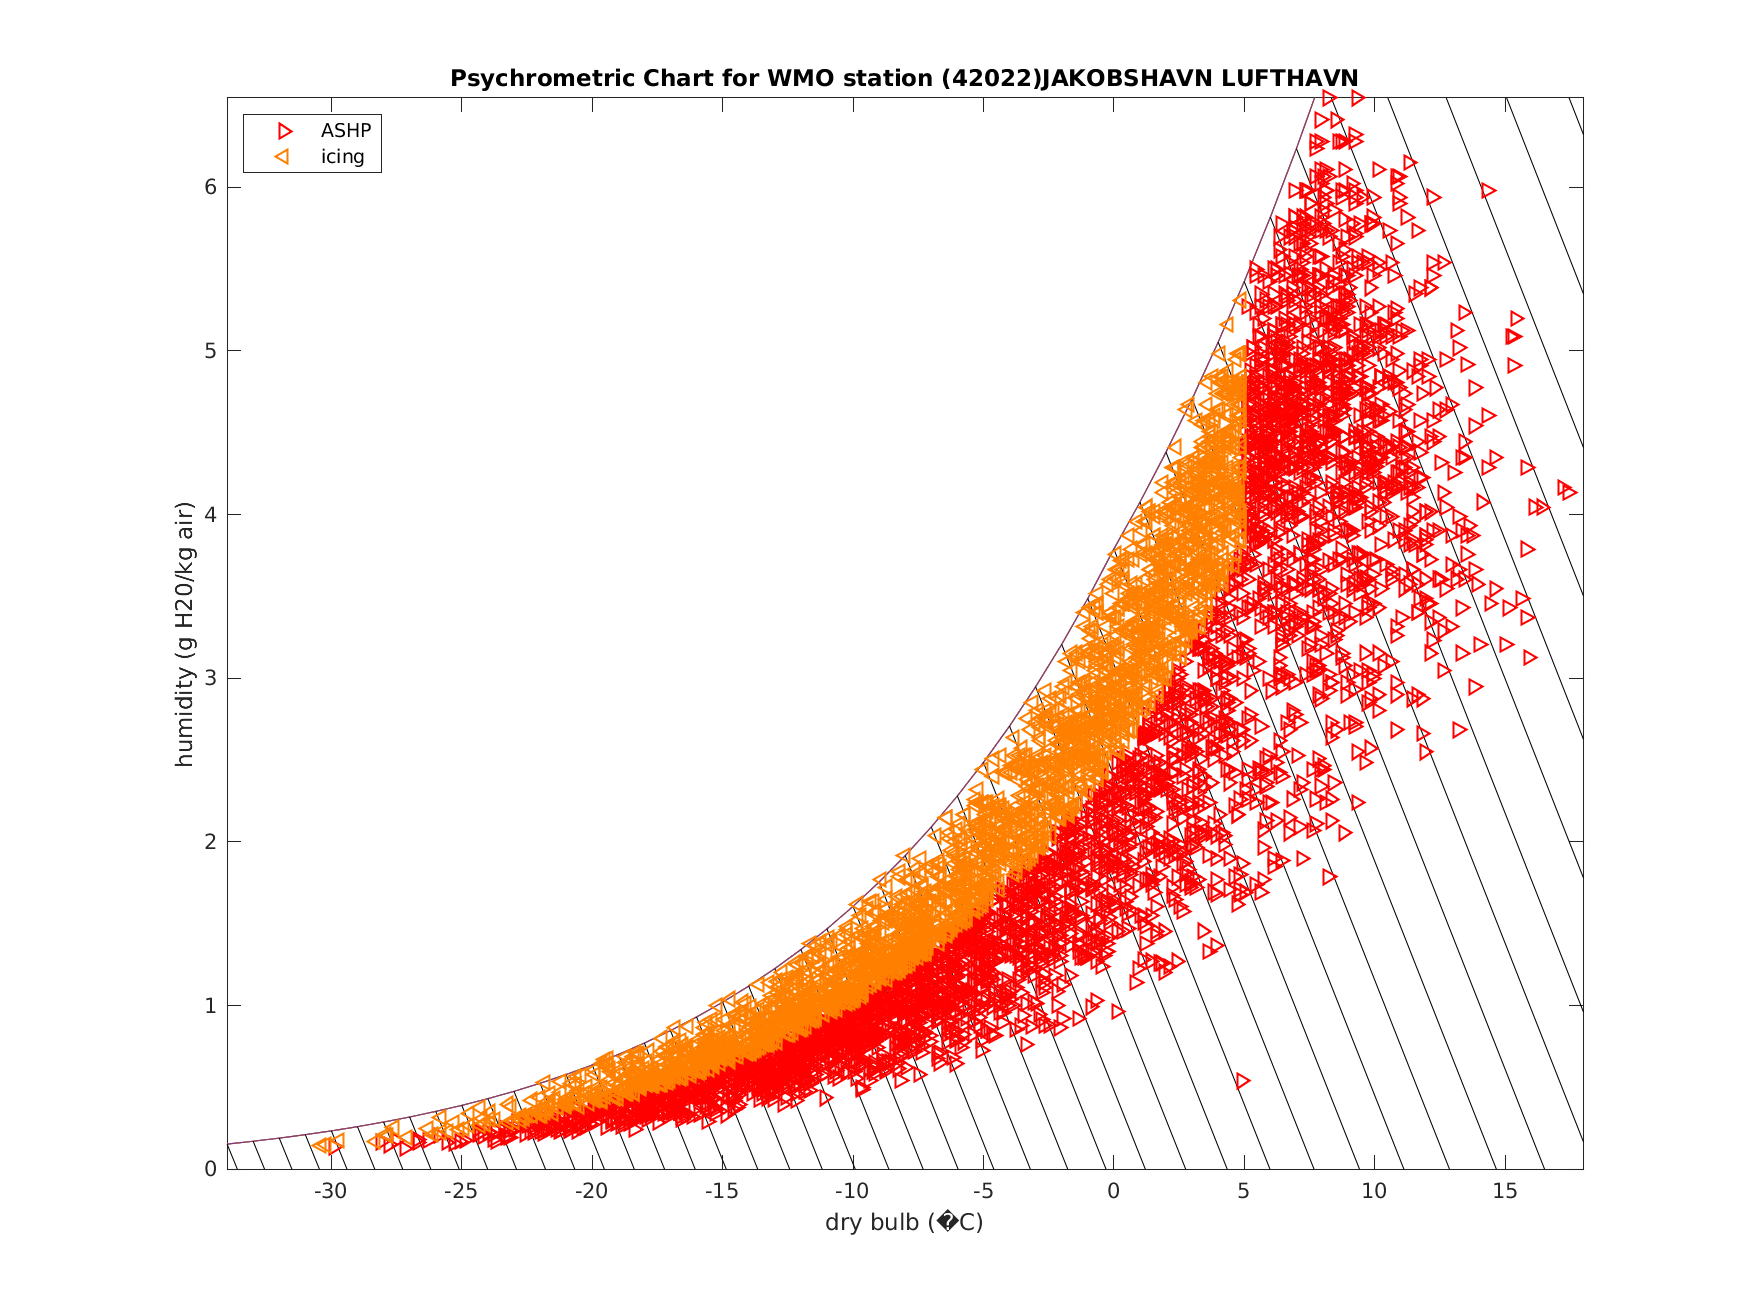 Psychrometric Chart for WMO station (42022)JAKOBSHAVN LUFTHAVN
ASHP
icing
6
5
4
3
2
1
0
humidity (g H20/kg air)
-30 -25 -20 -15 -10 -5 0 5 10 15
dry bulb (�C)